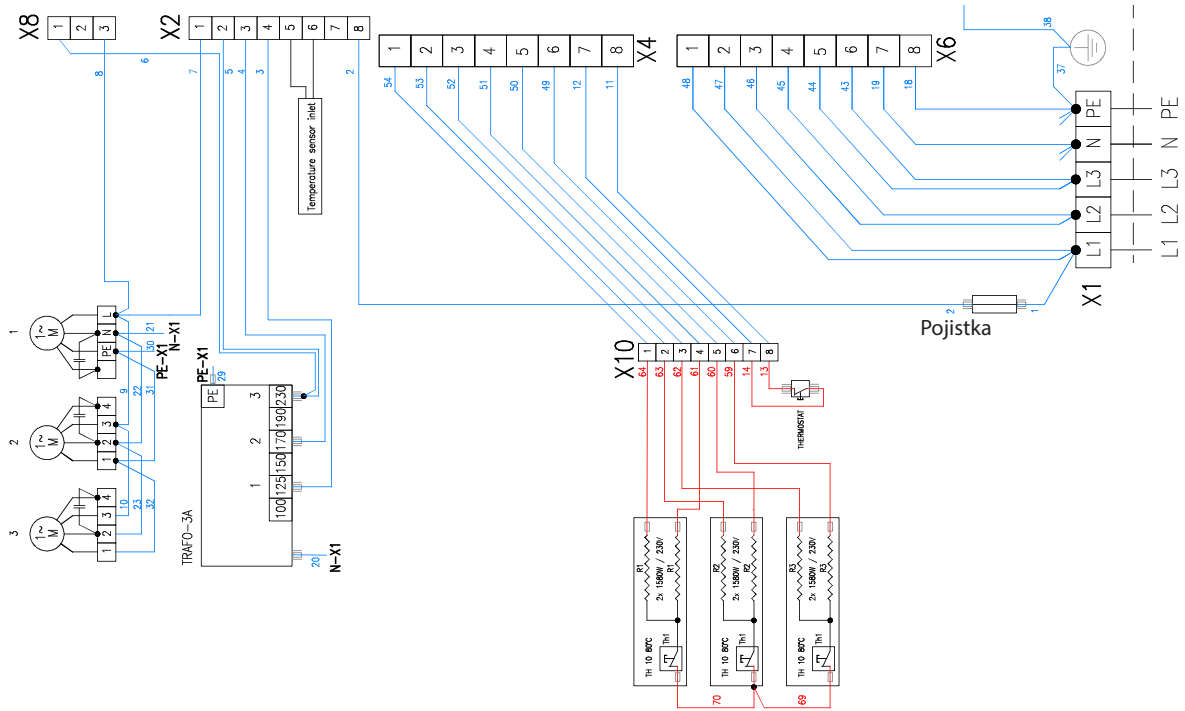 X8
1 2 3
X2
1 2 3 4 5 6 7 8
X4
1 2 3 4 5 6 7 8
X6
1 2 3 4 5 6 7 8
8 6 7 5 4 3 2
54 53 52 51 50 49 12 11
48 47 46 45 44 43 19 18
38
37
Temperature sensor inlet
PE PE
N N
L3 L3
L2 L2
L1 L1
X1
2 1
Pojistka
1
1~
M
L
N
PE
21
30
N-X1
PE-X1
9 22 31
2
1~
M
4
3
2
1
10 23 32
3
1~
M
4
3
2
1
PE-X1
29
PE
TRAFO-3A
3
2
1
230
190
170
150
125
100
20
N-X1
X10
1 2 3 4 5 6 7 8
64 63 62 61 60 59 14 13
THERMOSTAT
R1 R1
2x 1580W / 230V
TH 10 80°C
Th1
R2 R2
2x 1580W / 230V
TH 10 80°C
Th1
R3 R3
2x 1580W / 230V
TH 10 80°C
Th1
70 69